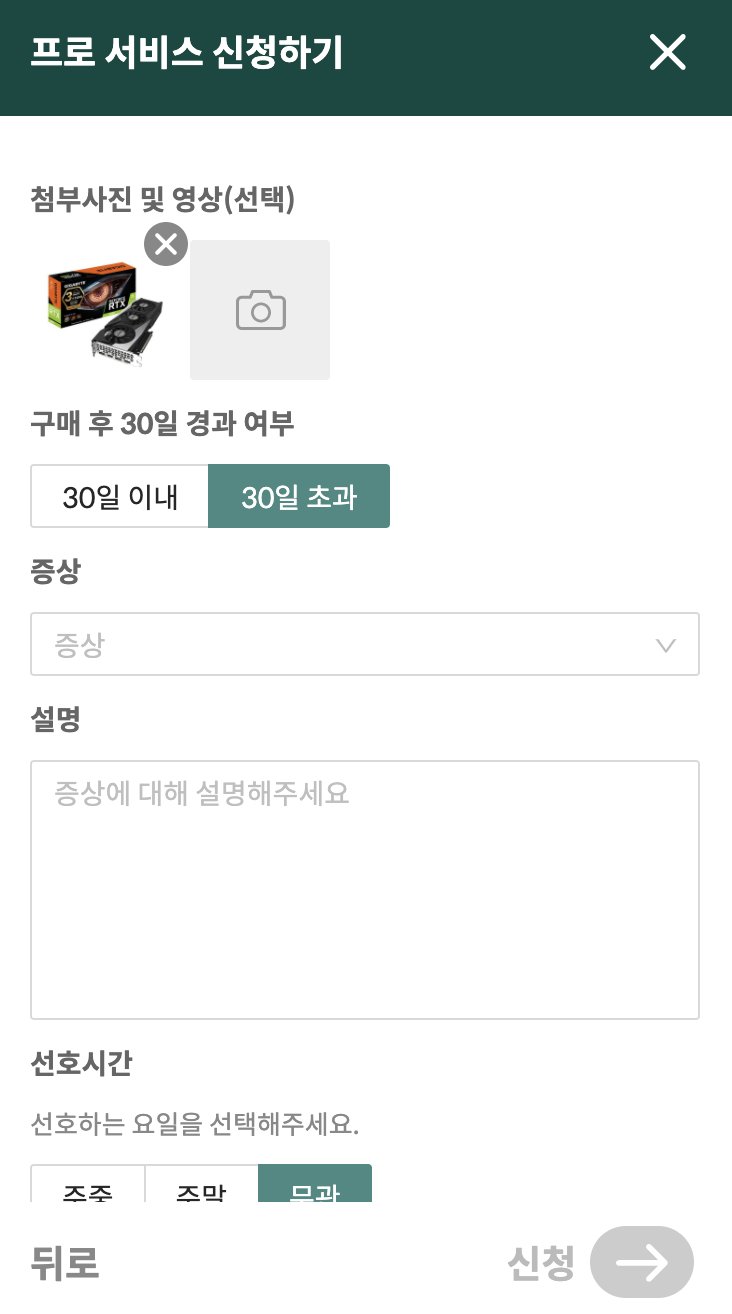 프로 서비스 신청하기
첨부사진 및 영상(선택)
GIGABYTE
RTX
구매 후 30일 경과 여부
30일 이내
30일 초과
증상
증상
설명
증상에 대해 설명해주세요
선호시간
선호하는 요일을 선택해주세요.
주중
주말
무관
뒤로
신청